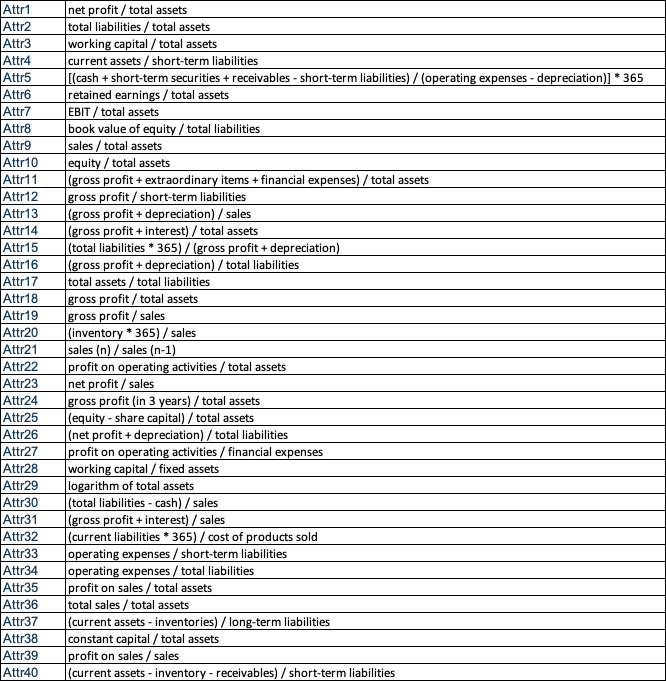 Attr1 net profit / total assets
Attr2 total liabilities / total assets
Attr3 working capital / total assets
Attr4 current assets / short-term liabilities
Attr5 [(cash + short-term securities + receivables - short-term liabilities) / (operating expenses - depreciation)] * 365
Attr6 retained earnings / total assets
Attr7 EBIT / total assets
Attr8 book value of equity / total liabilities
Attr9 sales / total assets
Attr10 equity / total assets
Attr11 (gross profit + extraordinary items + financial expenses) / total assets
Attr12 gross profit / short-term liabilities
Attr13 (gross profit + depreciation) / sales
Attr14 (gross profit + interest) / total assets
Attr15 (total liabilities * 365) / (gross profit + depreciation)
Attr16 (gross profit + depreciation) / total liabilities
Attr17 total assets / total liabilities
Attr18 gross profit / total assets
Attr19 gross profit / sales
Attr20 (inventory * 365) / sales
Attr21 sales (n) / sales (n-1)
Attr22 profit on operating activities / total assets
Attr23 net profit / sales
Attr24 gross profit (in 3 years) / total assets
Attr25 (equity - share capital) / total assets
Attr26 (net profit + depreciation) / total liabilities
Attr27 profit on operating activities / financial expenses
Attr28 working capital / fixed assets
Attr29 logarithm of total assets
Attr30 (total liabilities - cash) / sales
Attr31 (gross profit + interest) / sales
Attr32 (current liabilities * 365) / cost of products sold
Attr33 operating expenses / short-term liabilities
Attr34 operating expenses / total liabilities
Attr35 profit on sales / total assets
Attr36 total sales / total assets
Attr37 (current assets - inventories) / long-term liabilities
Attr38 constant capital / total assets
Attr39 profit on sales / sales
Attr40 (current assets - inventory - receivables) / short-term liabilities